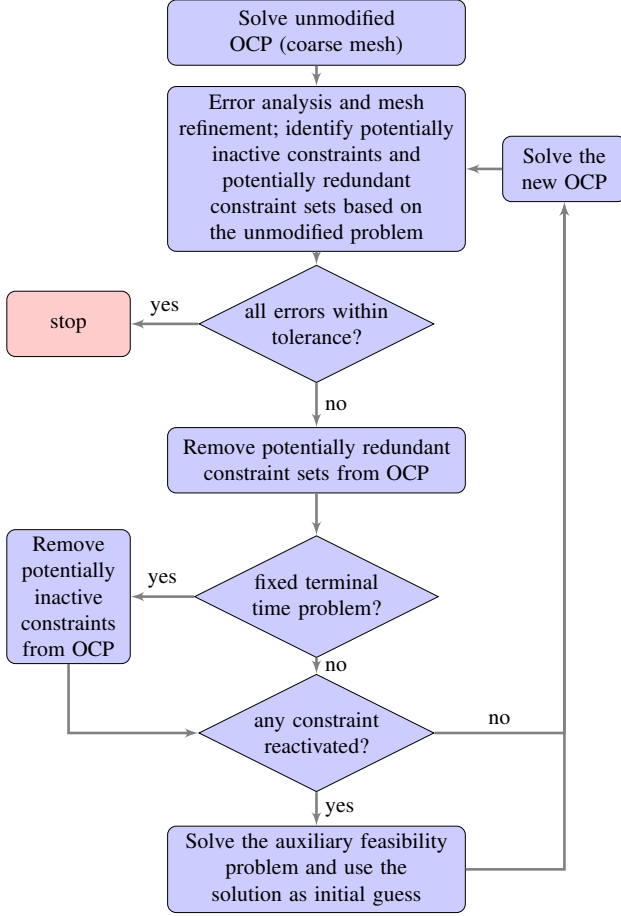 Solve unmodified
OCP (coarse mesh)
Error analysis and mesh
refinement; identify potentially
inactive constraints and
potentially redundant
constraint sets based on
the unmodified problem
Solve the
new OCP
all errors within
tolerance?
yes
stop
no
Remove potentially redundant
constraint sets from OCP
fixed terminal
time problem?
yes
Remove
potentially
inactive
constraints
from OCP
no
any constraint
reactivated?
no
yes
Solve the auxiliary feasibility
problem and use the
solution as initial guess